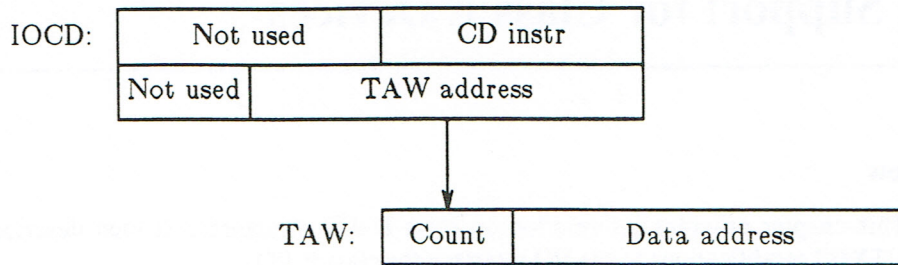 IOCD: Not used CD instr
Not used TAW address
TAW: Count Data address